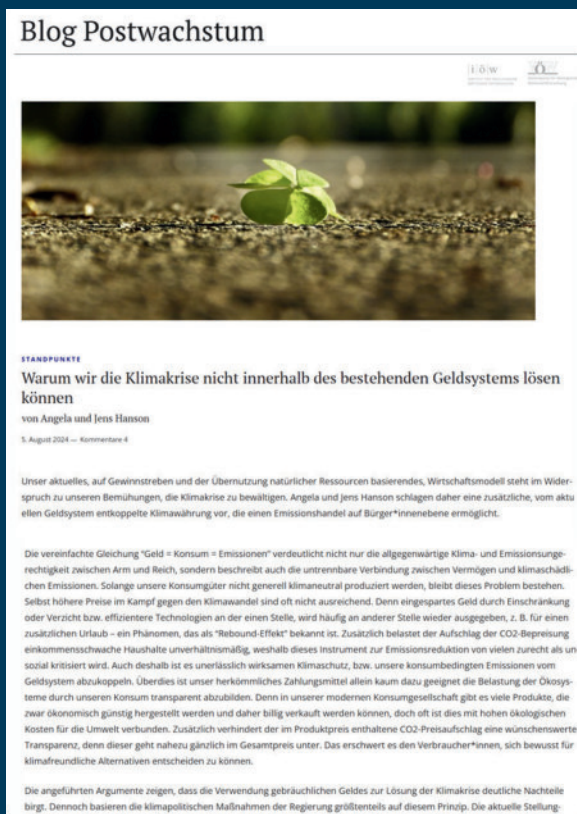 Blog Postwachstum
i ö w
STANDPUNKTE
Warum wir die Klimakrise nicht innerhalb des bestehenden Geldsystems lösen
können
von Angela und Jens Hanson
5. August 2024 — Kommentare 4
Unser aktuelles, auf Gewinnstreben und der Übernutzung natürlicher Ressourcen basierendes, Wirtschaftsmodell steht im Wider-
spruch zu unseren Bemühungen, die Klimakrise zu bewältigen. Angela und Jens Hanson schlagen daher eine zusätzliche, vom aktu
ellen Geldsystem entkoppelte Klimawährung vor, die einen Emissionshandel auf Bürger*innenebene ermöglicht.
Die vereinfachte Gleichung "Geld = Konsum = Emissionen" verdeutlicht nicht nur die allgegenwärtige Klima- und Emissionsunge-
rechtigkeit zwischen Arm und Reich, sondern beschreibt auch die untrennbare Verbindung zwischen Vermögen und klimaschädli-
chen Emissionen. Solange unsere Konsumgüter nicht generell klimaneutral produziert werden, bleibt dieses Problem bestehen.
Selbst höhere Preise im Kampf gegen den Klimawandel sind oft nicht ausreichend. Denn eingespartes Geld durch Einschränkung
oder Verzicht bzw. effizientere Technologien an der einen Stelle, wird häufig an anderer Stelle wieder ausgegeben, z. B. für einen
zusätzlichen Urlaub – ein Phänomen, das als "Rebound-Effekt" bekannt ist. Zusätzlich belastet der Aufschlag der CO2-Bepreisung
einkommensschwache Haushalte unverhältnismäßig, weshalb dieses Instrument zur Emissionsreduktion von vielen zurecht als un
sozial kritisiert wird. Auch deshalb ist es unerlässlich wirksamen Klimaschutz, bzw. unsere konsumbedingten Emissionen vom
Geldsystem abzukoppeln. Überdies ist unser herkömmliches Zahlungsmittel allein kaum dazu geeignet die Belastung der Ökosys-
teme durch unseren Konsum transparent abzubilden. Denn in unserer modernen Konsumgesellschaft gibt es viele Produkte, die
zwar ökonomisch günstig hergestellt werden und daher billig verkauft werden können, doch oft ist dies mit hohen ökologischen
Kosten für die Umwelt verbunden. Zusätzlich verhindert der im Produktpreis enthaltene CO2-Preisaufschlag eine wünschenswerte
Transparenz, denn dieser geht nahezu gänzlich im Gesamtpreis unter. Das erschwert es den Verbraucher*innen, sich bewusst für
klimafreundliche Alternativen entscheiden zu können.
Die angeführten Argumente zeigen, dass die Verwendung gebräuchlichen Geldes zur Lösung der Klimakrise deutliche Nachteile
birgt. Dennoch basieren die klimapolitischen Maßnahmen der Regierung größtenteils auf diesem Prinzip. Die aktuelle Stellung-